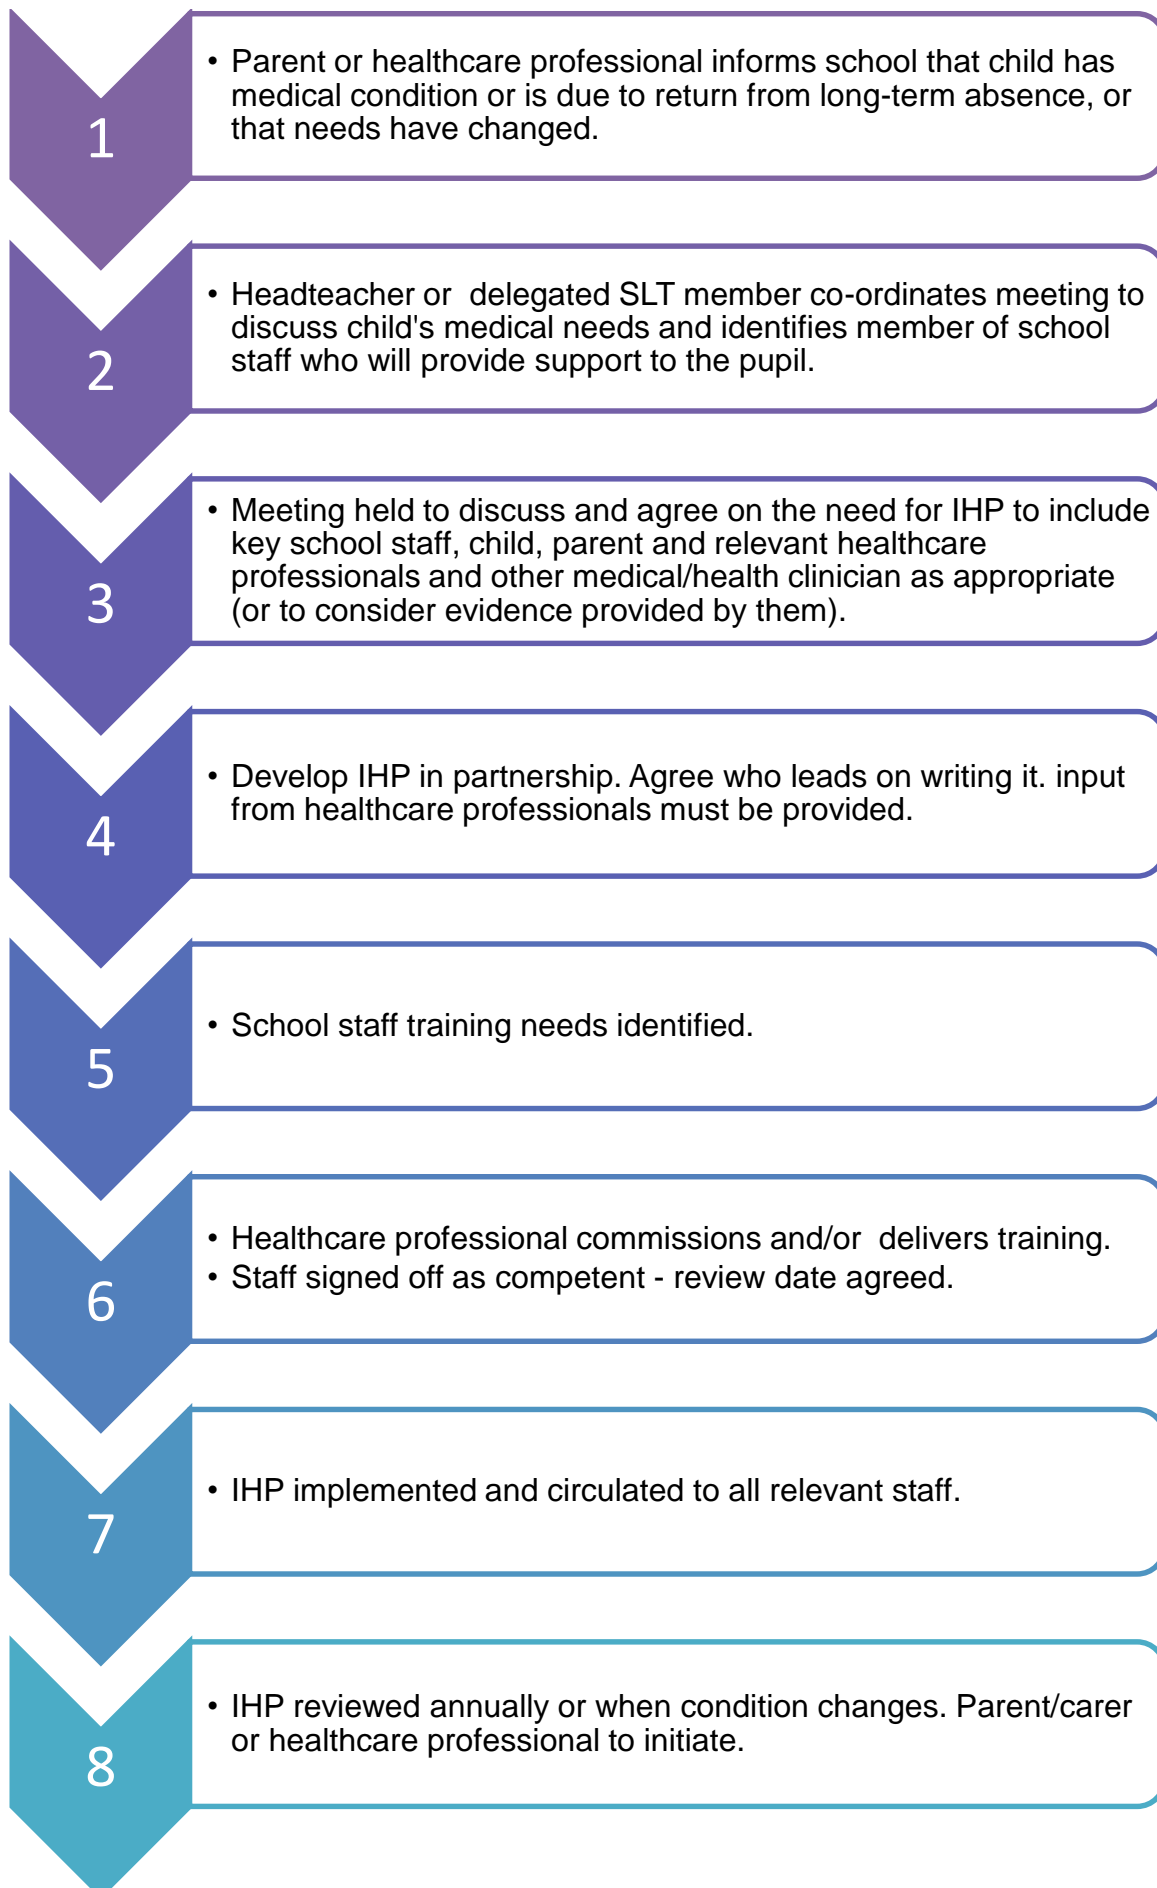 1
• Parent or healthcare professional informs school that child has
medical condition or is due to return from long-term absence, or
that needs have changed.
2
• Headteacher or  delegated SLT member co-ordinates meeting to
discuss child's medical needs and identifies member of school
staff who will provide support to the pupil.
3
• Meeting held to discuss and agree on the need for IHP to include
key school staff, child, parent and relevant healthcare
professionals and other medical/health clinician as appropriate
(or to consider evidence provided by them).
4
• Develop IHP in partnership. Agree who leads on writing it. input
from healthcare professionals must be provided.
5
• School staff training needs identified.
6
• Healthcare professional commissions and/or  delivers training.
• Staff signed off as competent - review date agreed.
7
• IHP implemented and circulated to all relevant staff.
8
• IHP reviewed annually or when condition changes. Parent/carer
or healthcare professional to initiate.